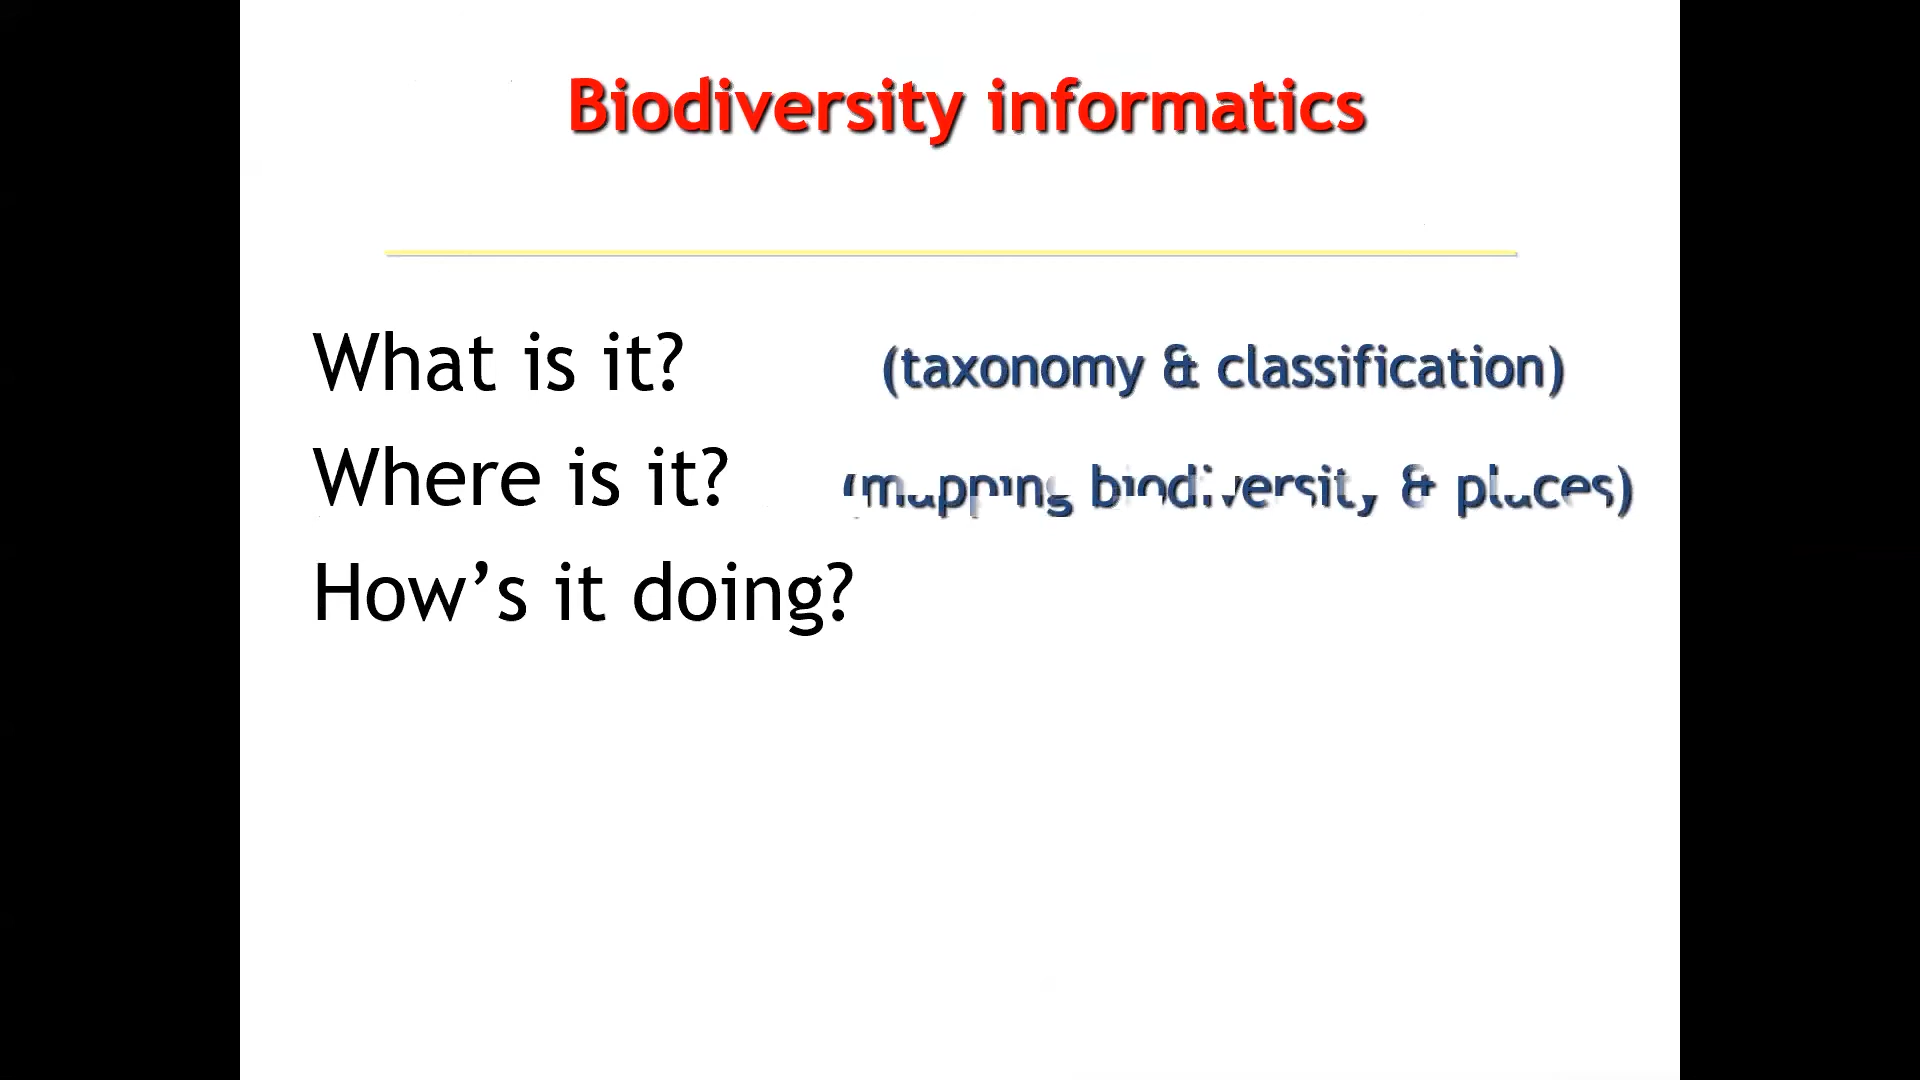 Biodiversity informatics
What is it? (taxonomy & classification)
Where is it? (mapping biodiversity & places)
How’s it doing?